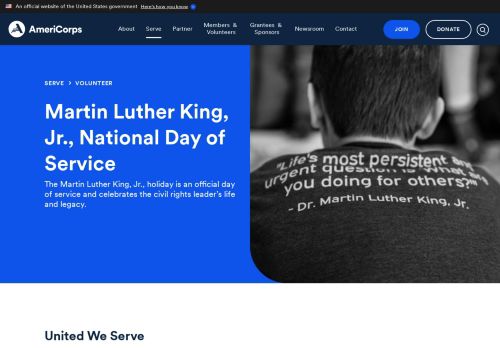 An official website of the United States government Here's how you know
AmeriCorps
About
Serve
Partner
Members &
Volunteers
Grantees &
Sponsors
Newsroom
Contact
JOIN
DONATE
SERVE > VOLUNTEER
Martin Luther King,
Jr., National Day of
Service
The Martin Luther King, Jr., holiday is an official day
of service and celebrates the civil rights leader's life
and legacy.
"Life's most persistent and
urgent question is what are
you doing for others?"
- Dr. Martin Luther King, Jr.
United We Serve